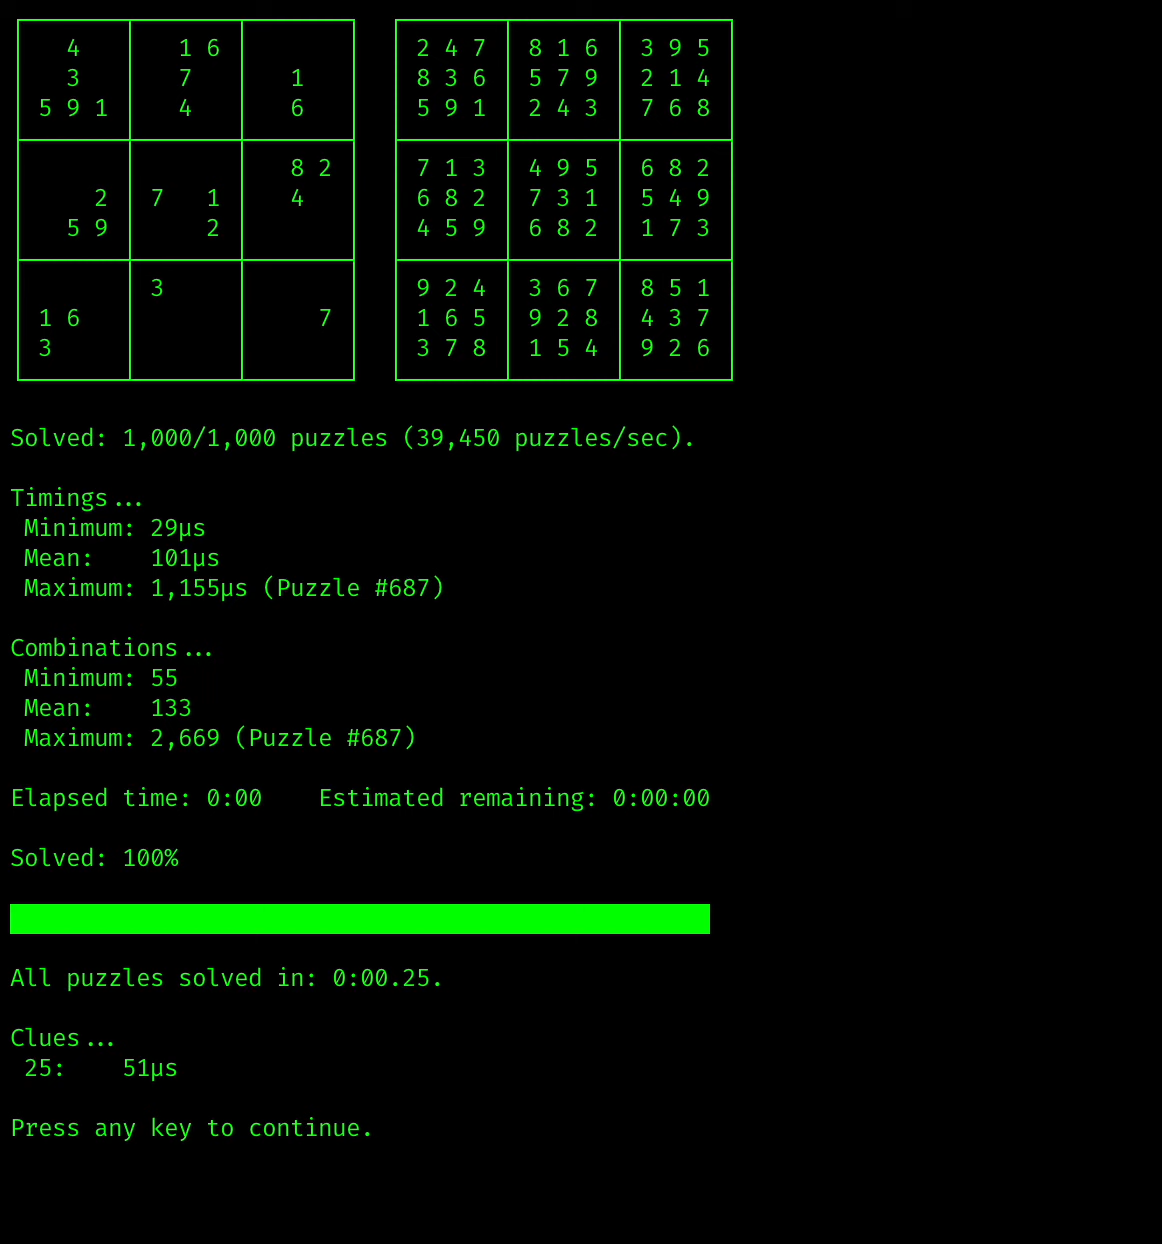 4 1 6 2 4 7 8 1 6 3 9 5
3 7 1 8 3 6 5 7 9 2 1 4
5 9 1 4 6 5 9 1 2 4 3 7 6 8
8 2 7 1 3 4 9 5 6 8 2
2 7 1 4 6 8 2 7 3 1 5 4 9
5 9 2 4 5 9 6 8 2 1 7 3
3 9 2 4 3 6 7 8 5 1
1 6 7 1 6 5 9 2 8 4 3 7
3 3 7 8 1 5 4 9 2 6
Solved: 1,000/1,000 puzzles (39,450 puzzles/sec).
Timings...
Minimum: 29µs
Mean: 101µs
Maximum: 1,155µs (Puzzle #687)
Combinations...
Minimum: 55
Mean: 133
Maximum: 2,669 (Puzzle #687)
Elapsed time: 0:00 Estimated remaining: 0:00:00
Solved: 100%
All puzzles solved in: 0:00.25.
Clues...
25: 51µs
Press any key to continue.